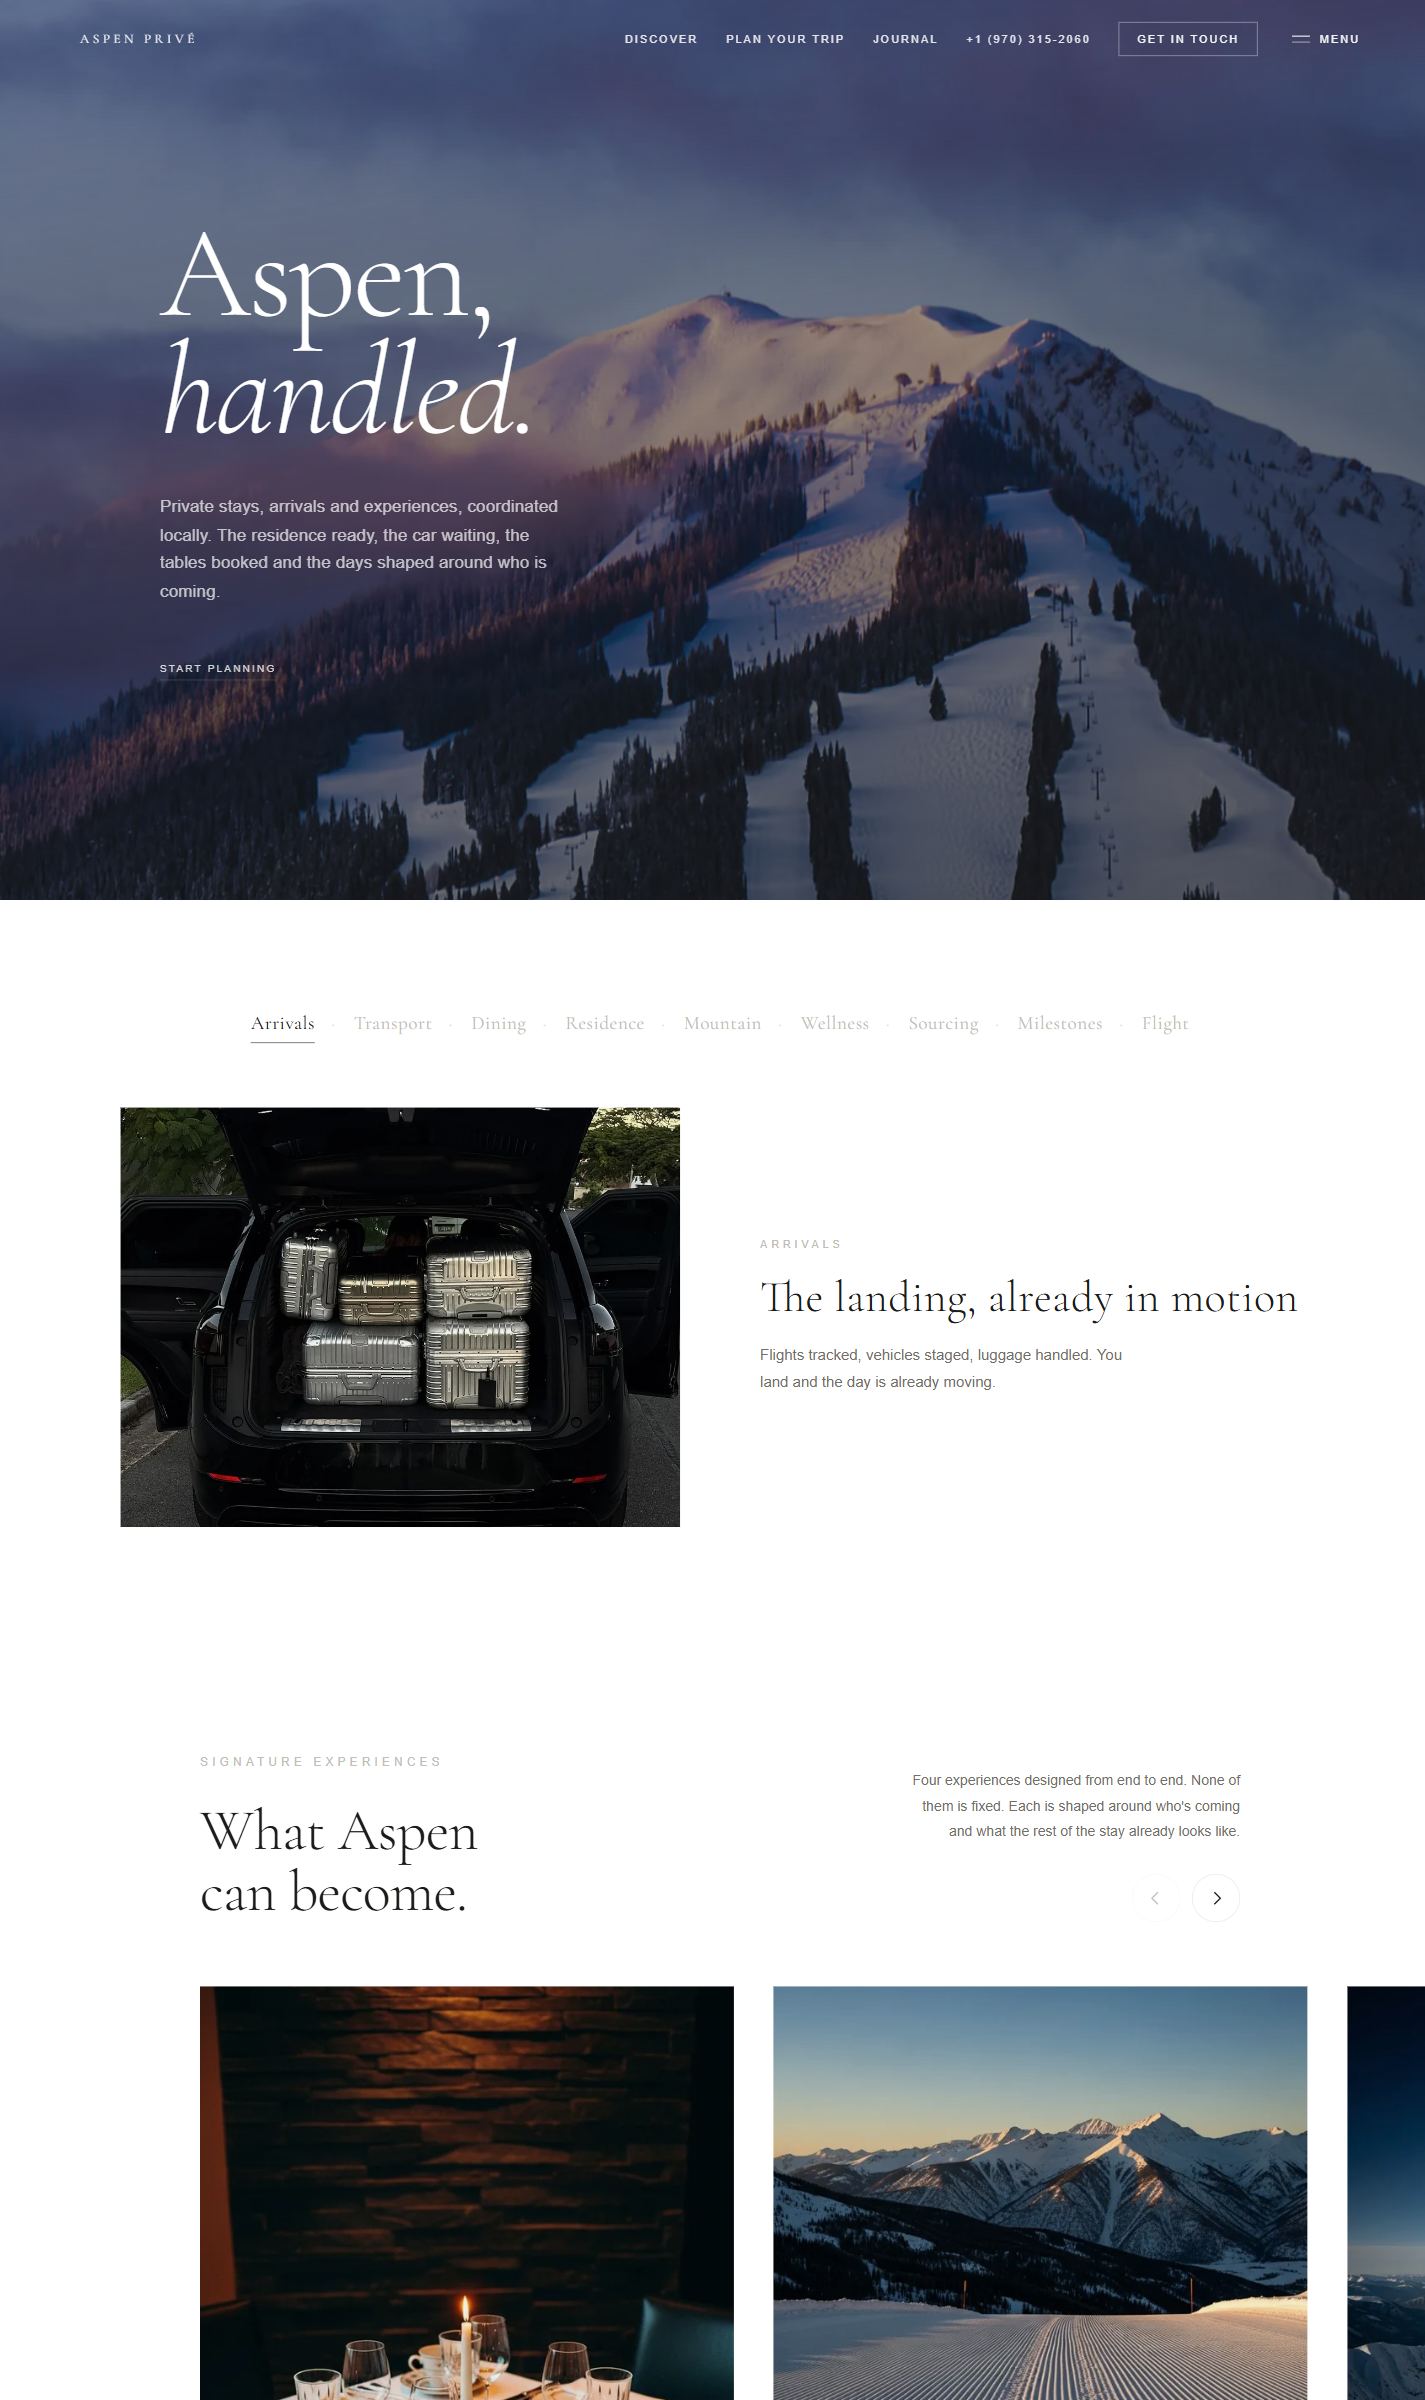 ASPEN PRIVÉ
DISCOVER PLAN YOUR TRIP JOURNAL +1 (970) 315-2060 GET IN TOUCH MENU
Aspen,
handled.
Private stays, arrivals and experiences, coordinated
locally. The residence ready, the car waiting, the
tables booked and the days shaped around who is
coming.
START PLANNING
Arrivals · Transport · Dining · Residence · Mountain · Wellness · Sourcing · Milestones · Flight
ARRIVALS
The landing, already in motion
Flights tracked, vehicles staged, luggage handled. You
land and the day is already moving.
SIGNATURE EXPERIENCES
What Aspen
can become.
Four experiences designed from end to end. None of
them is fixed. Each is shaped around who's coming
and what the rest of the stay already looks like.